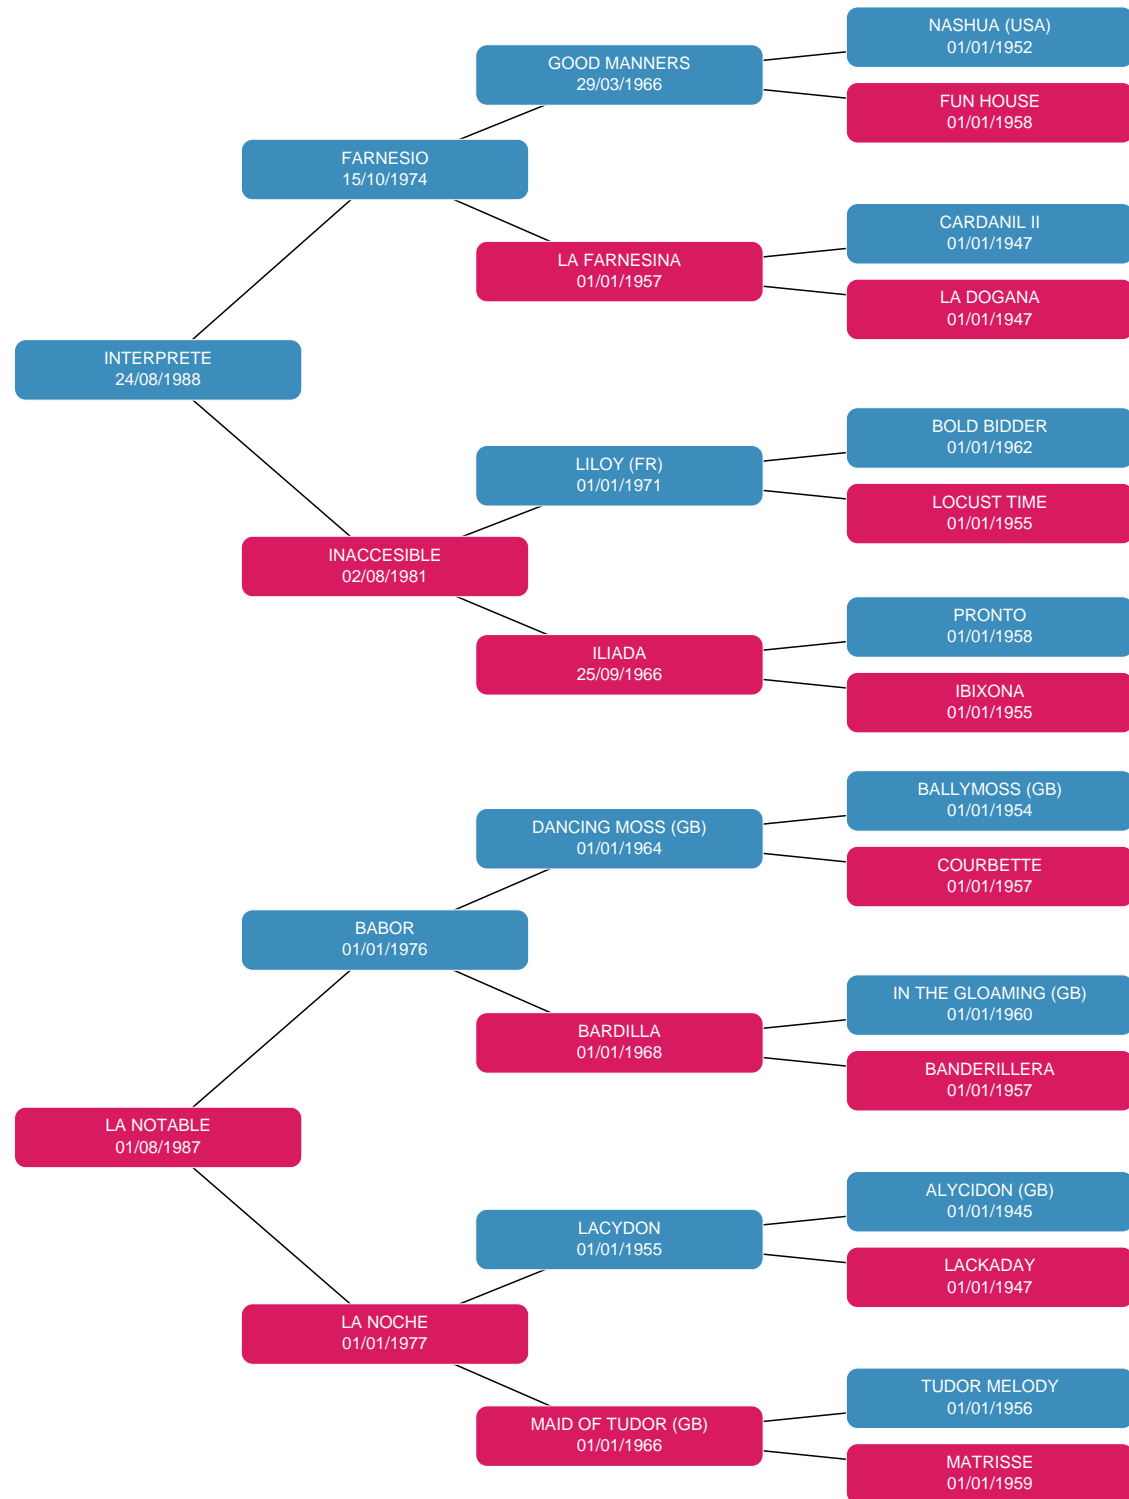 NASHUA (USA)
01/01/1952
GOOD MANNERS
29/03/1966
FUN HOUSE
01/01/1958
FARNESIO
15/10/1974
CARDANIL II
01/01/1947
LA FARNESINA
01/01/1957
LA DOGANA
01/01/1947
INTERPRETE
24/08/1988
BOLD BIDDER
01/01/1962
LILOY (FR)
01/01/1971
LOCUST TIME
01/01/1955
INACCESIBLE
02/08/1981
PRONTO
01/01/1958
ILIADA
25/09/1966
IBIXONA
01/01/1955
BALLYMOSS (GB)
01/01/1954
DANCING MOSS (GB)
01/01/1964
COURBETTE
01/01/1957
BABOR
01/01/1976
IN THE GLOAMING (GB)
01/01/1960
BARDILLA
01/01/1968
BANDERILLERA
01/01/1957
LA NOTABLE
01/08/1987
ALYCIDON (GB)
01/01/1945
LACYDON
01/01/1955
LACKADAY
01/01/1947
LA NOCHE
01/01/1977
TUDOR MELODY
01/01/1956
MAID OF TUDOR (GB)
01/01/1966
MATRISSE
01/01/1959